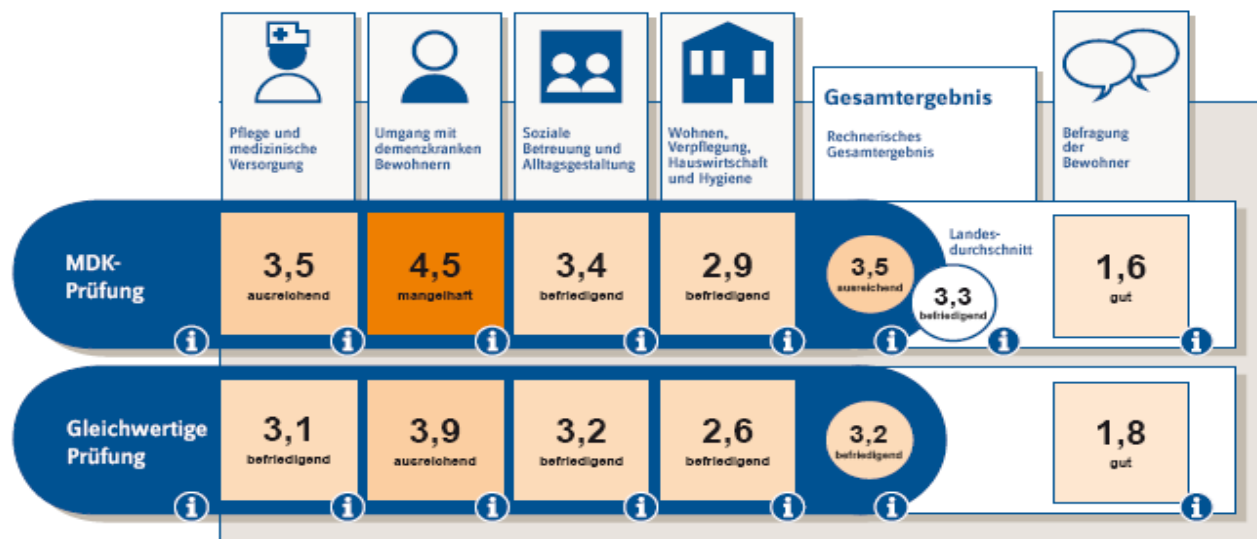 Pflege und
medizinische
Versorgung
Umgang mit
demenzkranken
Bewohnern
Soziale
Betreuung und
Alltagsgestaltung
Wohnen,
Verpflegung,
Hauswirtschaft
und Hygiene
Gesamtergebnis
Rechnerisches
Gesamtergebnis
Befragung
der
Bewohner
MDK-
Prüfung
3,5
ausreichend
4,5
mangelhaft
3,4
befriedigend
2,9
befriedigend
3,5
ausreichend
Landes-
durchschnitt
3,3
befriedigend
1,6
gut
i i i i i i i i
Gleichwertige
Prüfung
3,1
befriedigend
3,9
ausreichend
3,2
befriedigend
2,6
befriedigend
3,2
befriedigend
1,8
gut
i i i i i i i